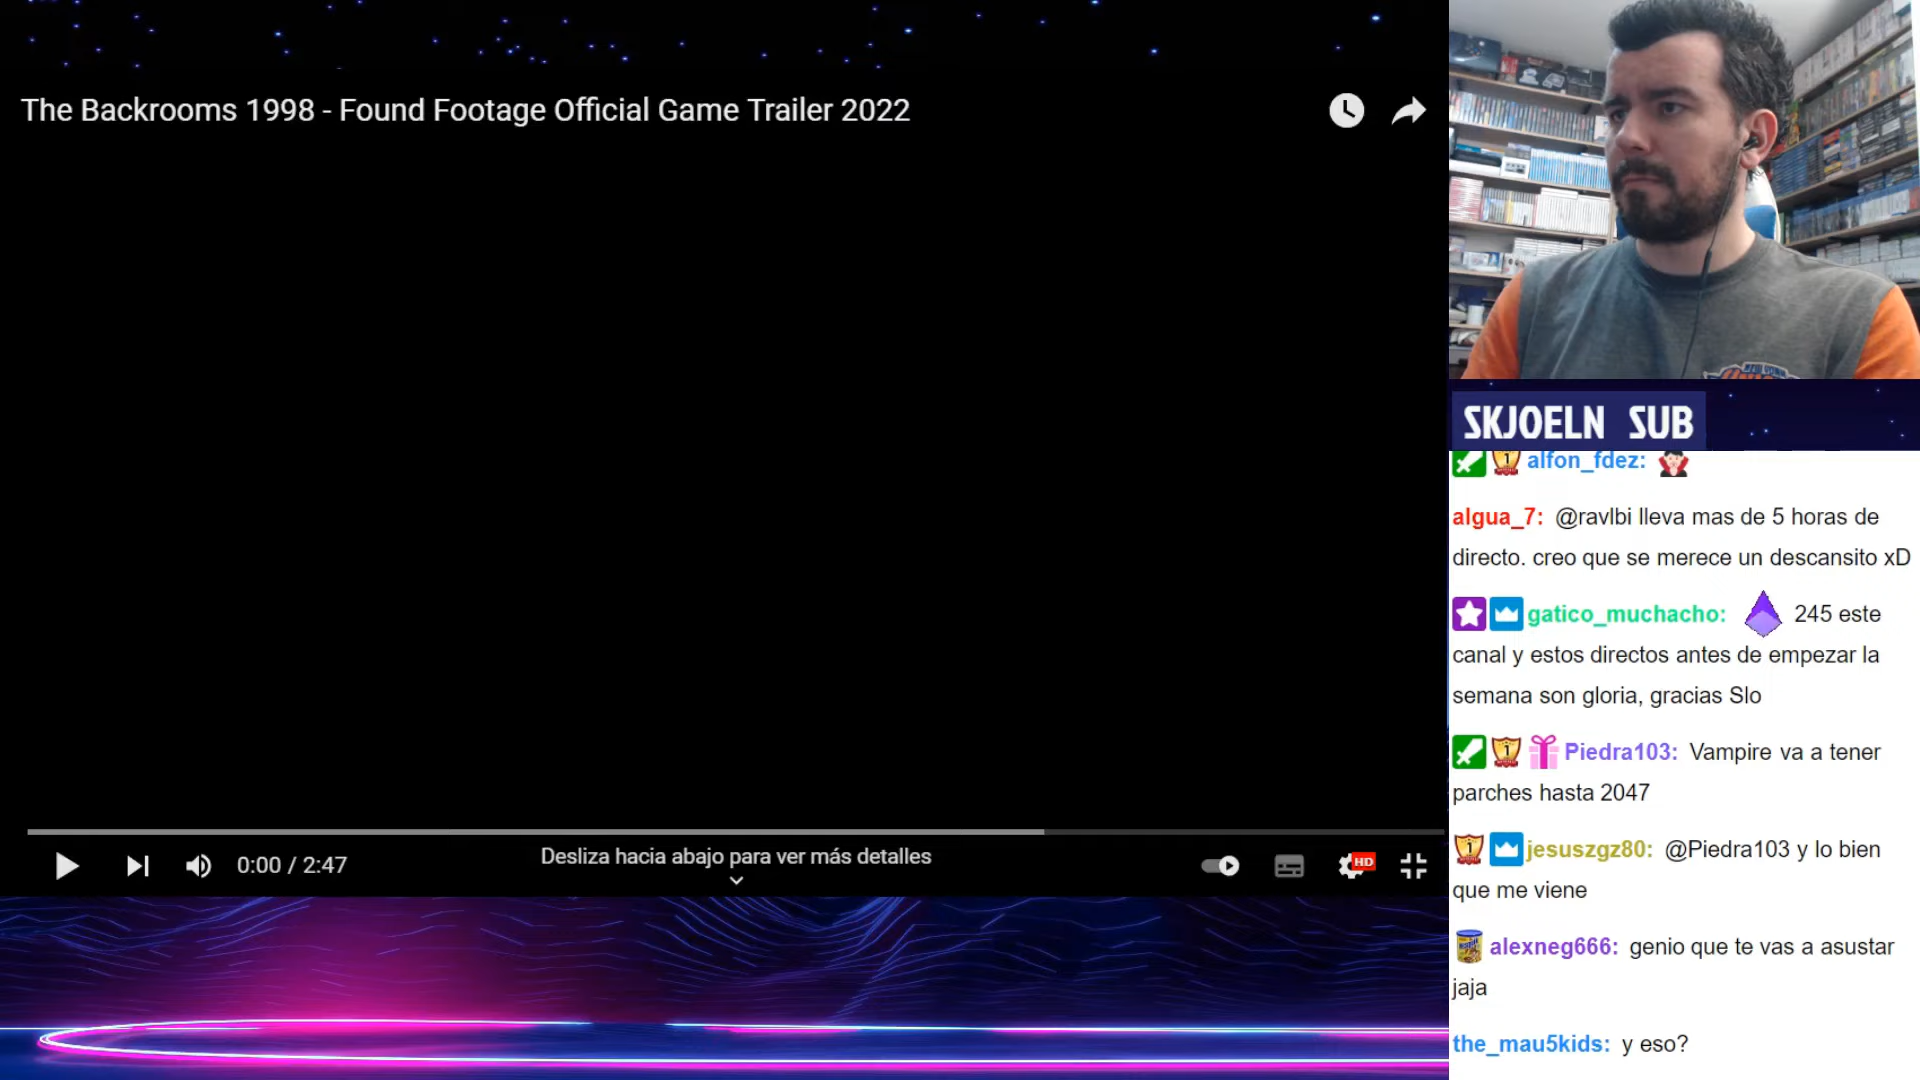 The Backrooms 1998 - Found Footage Official Game Trailer 2022
0:00 / 2:47
Desliza hacia abajo para ver más detalles
HD
SKJOELN SUB
alfon_fdez:
algua_7: @ravlbi lleva mas de 5 horas de
directo. creo que se merece un descansito xD
gatico_muchacho: 245 este
canal y estos directos antes de empezar la
semana son gloria, gracias Slo
1 Piedra103: Vampire va a tener
parches hasta 2047
1 jesuszgz80: @Piedra103 y lo bien
que me viene
alexneg666: genio que te vas a asustar
jaja
the_mau5kids: y eso?